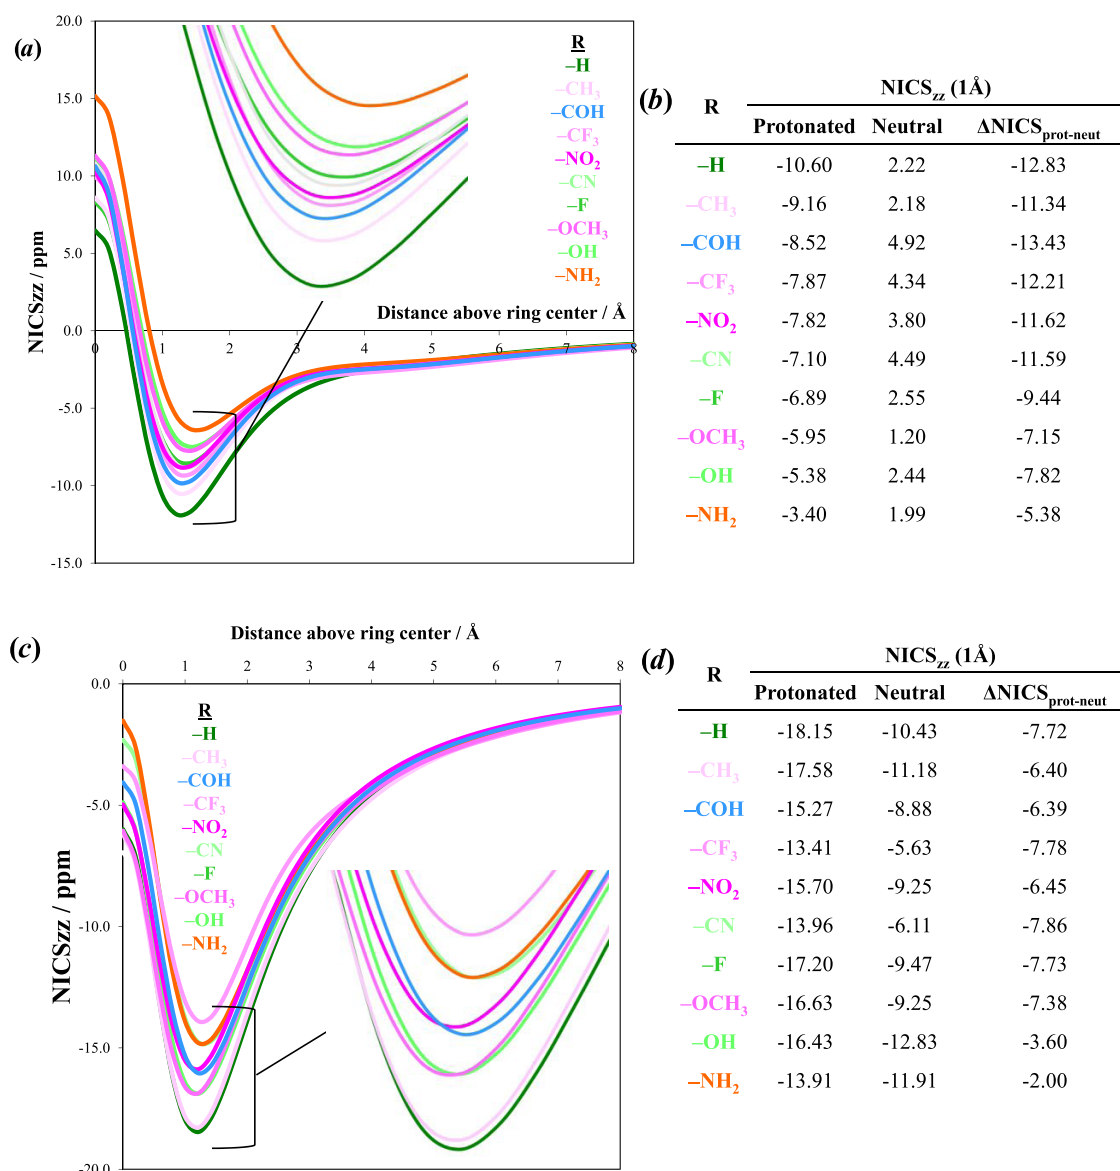 (a)
20.0
15.0
10.0
5.0
0.0
-5.0
-10.0
-15.0
NICSzz / ppm
R
–H
–CH3
–COH
–CF3
–NO2
–CN
–F
–OCH3
–OH
–NH2
Distance above ring center / Å
0 1 2 3 4 5 6 7 8
(b)
NICSzz (1Å)
R Protonated Neutral ΔNICSprot-neut
–H -10.60 2.22 -12.83
–CH3 -9.16 2.18 -11.34
–COH -8.52 4.92 -13.43
–CF3 -7.87 4.34 -12.21
–NO2 -7.82 3.80 -11.62
–CN -7.10 4.49 -11.59
–F -6.89 2.55 -9.44
–OCH3 -5.95 1.20 -7.15
–OH -5.38 2.44 -7.82
–NH2 -3.40 1.99 -5.38
(c)
Distance above ring center / Å
0 1 2 3 4 5 6 7 8
0.0
-5.0
-10.0
-15.0
-20.0
NICSzz / ppm
R
–H
–CH3
–COH
–CF3
–NO2
–CN
–F
–OCH3
–OH
–NH2
(d)
NICSzz (1Å)
R Protonated Neutral ΔNICSprot-neut
–H -18.15 -10.43 -7.72
–CH3 -17.58 -11.18 -6.40
–COH -15.27 -8.88 -6.39
–CF3 -13.41 -5.63 -7.78
–NO2 -15.70 -9.25 -6.45
–CN -13.96 -6.11 -7.86
–F -17.20 -9.47 -7.73
–OCH3 -16.63 -9.25 -7.38
–OH -16.43 -12.83 -3.60
–NH2 -13.91 -11.91 -2.00